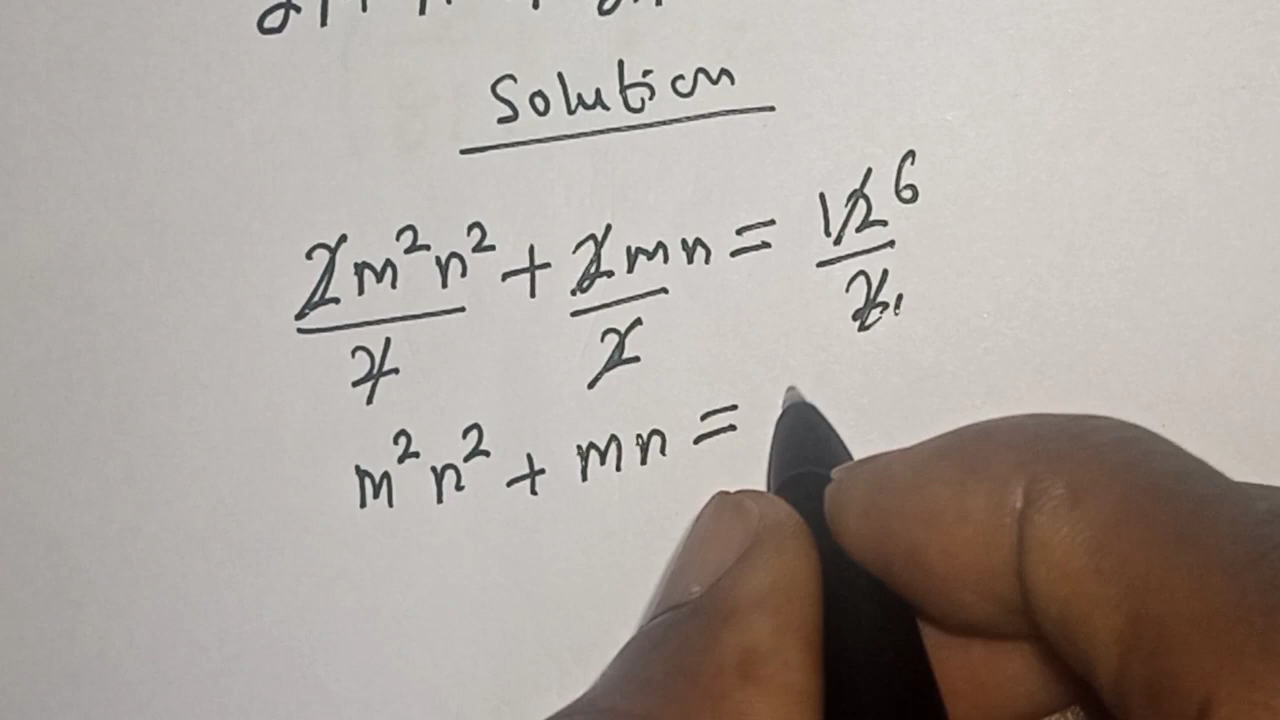 Solution
2m²n²/2 + 2mn/2 = 12/2 6
m²n² + mn =